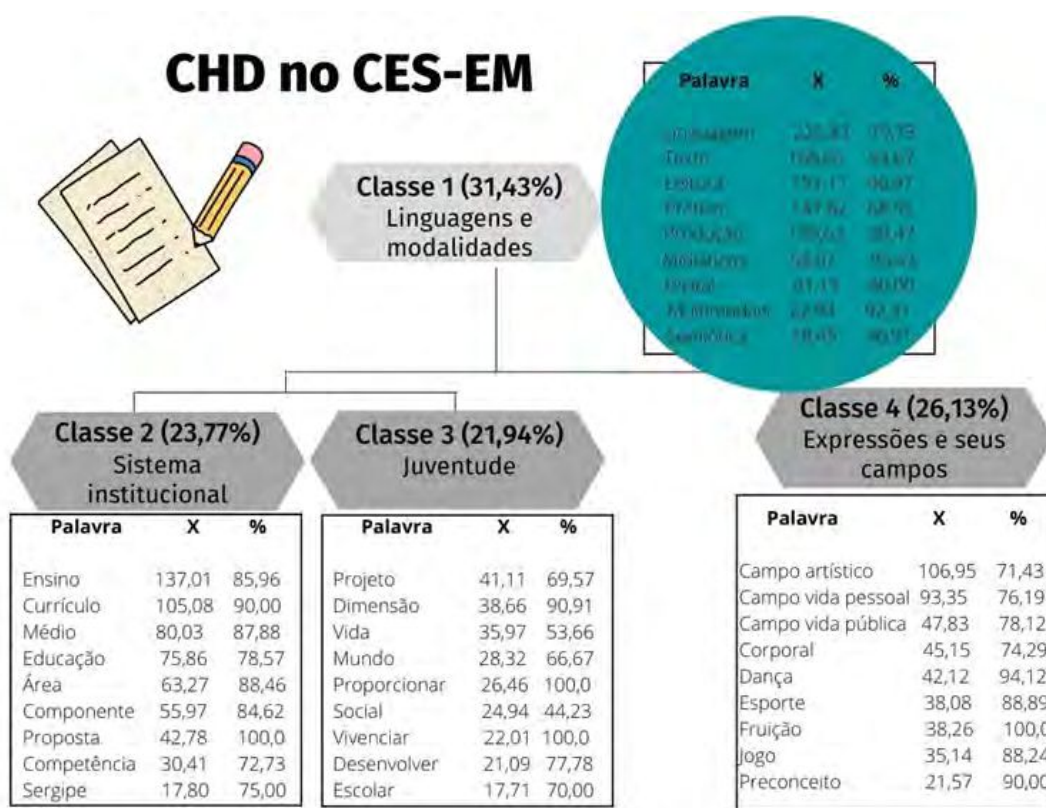 CHD no CES-EM
Palavra X %
Texto
Leitura
Produção
Digital
Classe 1 (31,43%)
Linguagens e
modalidades
Classe 2 (23,77%)
Sistema
institucional
Palavra X %
Ensino 137,01 85,96
Currículo 105,08 90,00
Médio 80,03 87,88
Educação 75,86 78,57
Área 63,27 88,46
Componente 55,97 84,62
Proposta 42,78 100,0
Competência 30,41 72,73
Sergipe 17,80 75,00
Classe 3 (21,94%)
Juventude
Palavra X %
Projeto 41,11 69,57
Dimensão 38,66 90,91
Vida 35,97 53,66
Mundo 28,32 66,67
Proporcionar 26,46 100,0
Social 24,94 44,23
Vivenciar 22,01 100,0
Desenvolver 21,09 77,78
Escolar 17,71 70,00
Classe 4 (26,13%)
Expressões e seus
campos
Palavra X %
Campo artístico 106,95 71,43
Campo vida pessoal 93,35 76,19
Campo vida pública 47,83 78,12
Corporal 45,15 74,29
Dança 42,12 94,12
Esporte 38,08 88,89
Fruição 38,26 100,0
Jogo 35,14 88,24
Preconceito 21,57 90,00